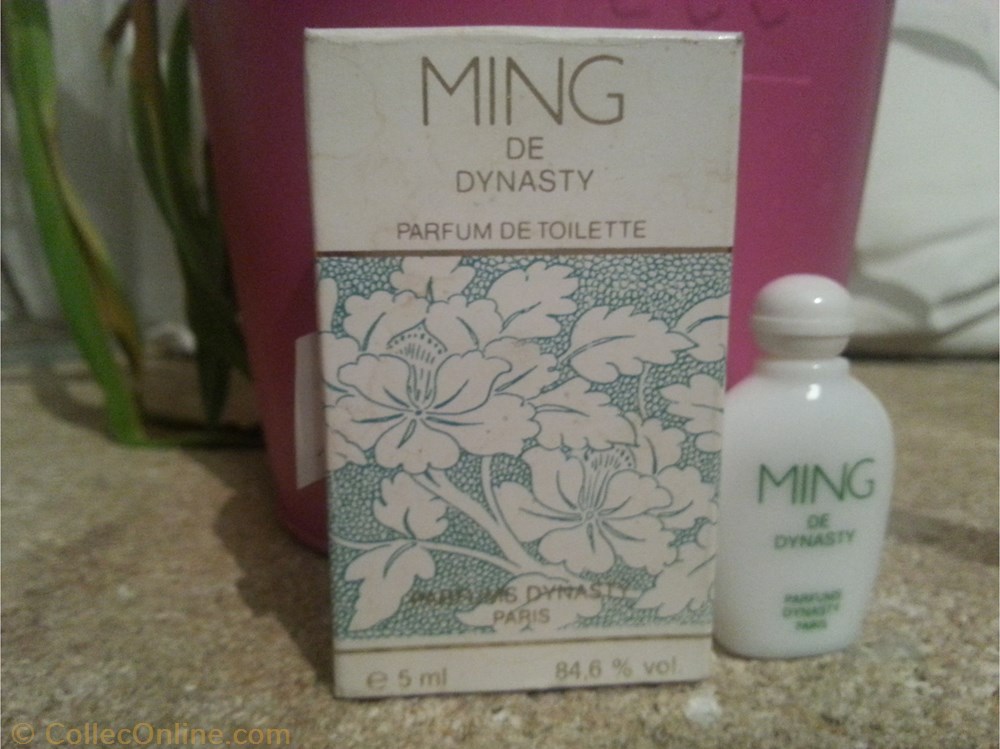 MING
DE
DYNASTY
PARFUM DE TOILETTE
PARFUMS DYNASTY
PARIS
e 5 ml 84,6 % vol.
MING
DE
DYNASTY
PARFUMS
DYNASTY
PARIS
© CollecOnline.com